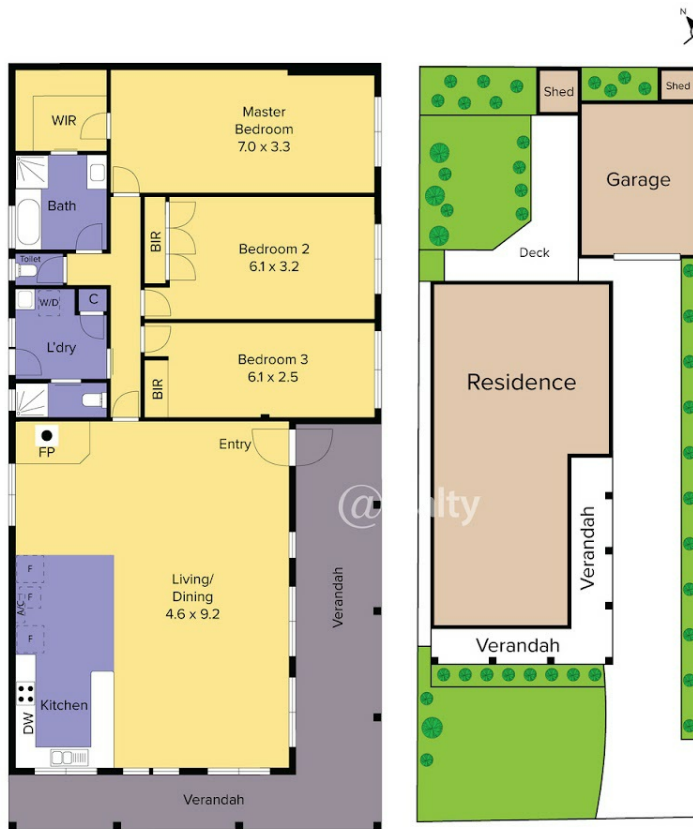 N
WIR
Master
Bedroom
7.0 x 3.3
Bath
BIR
Bedroom 2
6.1 x 3.2
Toilet
W/D
C
L'dry
Bedroom 3
6.1 x 2.5
BIR
FP
Entry
F
A/C
F
F
Living/
Dining
4.6 x 9.2
Verandah
Kitchen
DW
Verandah
Shed
Shed
Garage
Deck
Residence
Verandah
Verandah